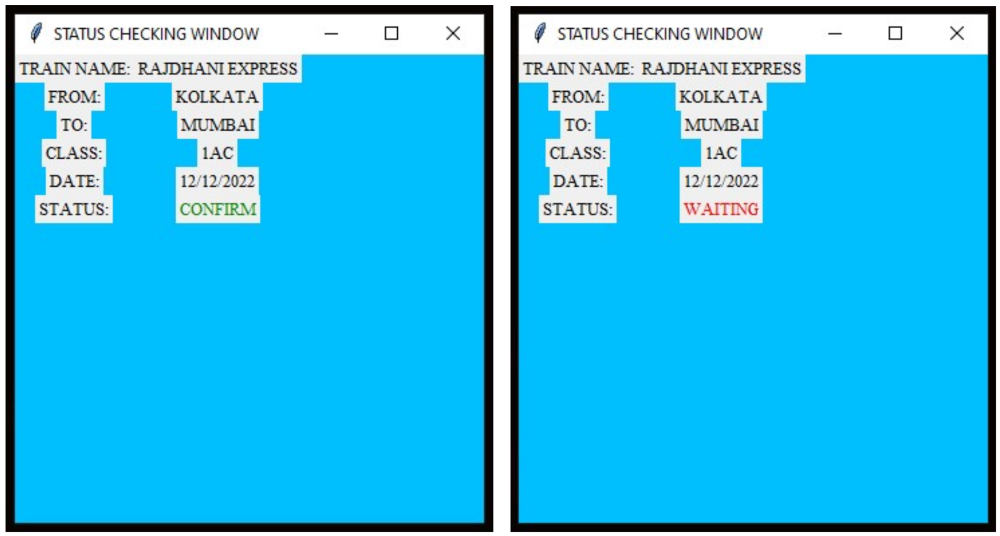 STATUS CHECKING WINDOW
TRAIN NAME: RAJDHANI EXPRESS
FROM: KOLKATA
TO: MUMBAI
CLASS: 1AC
DATE: 12/12/2022
STATUS: CONFIRM
STATUS CHECKING WINDOW
TRAIN NAME: RAJDHANI EXPRESS
FROM: KOLKATA
TO: MUMBAI
CLASS: 1AC
DATE: 12/12/2022
STATUS: WAITING